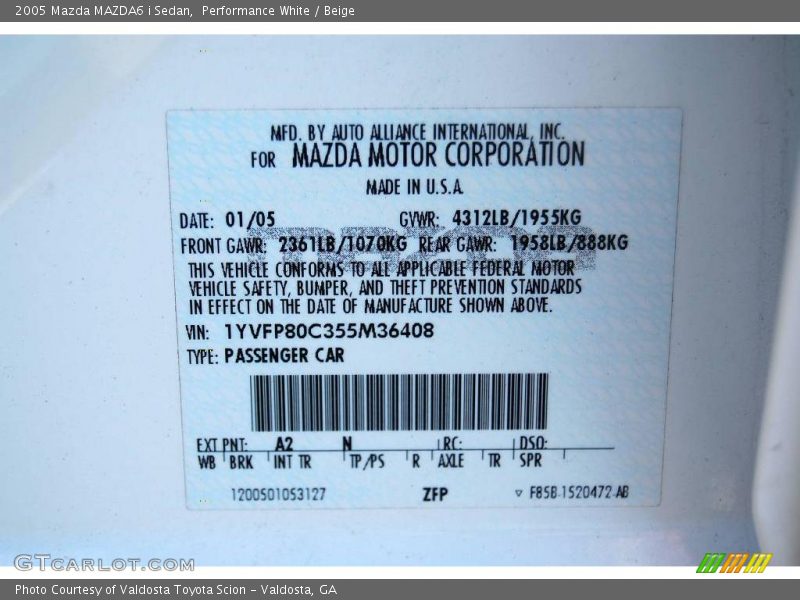 2005 Mazda MAZDA6 i Sedan, Performance White / Beige
MFD. BY AUTO ALLIANCE INTERNATIONAL, INC.
FOR MAZDA MOTOR CORPORATION
MADE IN U.S.A.
DATE: 01/05 GVWR: 4312LB/1955KG
mazda
FRONT GAWR: 2361LB/1070KG REAR GAWR: 1958LB/888KG
THIS VEHICLE CONFORMS TO ALL APPLICABLE FEDERAL MOTOR
VEHICLE SAFETY, BUMPER, AND THEFT PREVENTION STANDARDS
IN EFFECT ON THE DATE OF MANUFACTURE SHOWN ABOVE.
VIN: 1YVFP80C355M36408
TYPE: PASSENGER CAR
EXT PNT: A2 N RC: DSO:
WB BRK INT TR TP/PS R AXLE TR SPR
1200501053127 ZFP ▽ F85B-1520472-AB
GTCARLOT.COM
Photo Courtesy of Valdosta Toyota Scion – Valdosta, GA